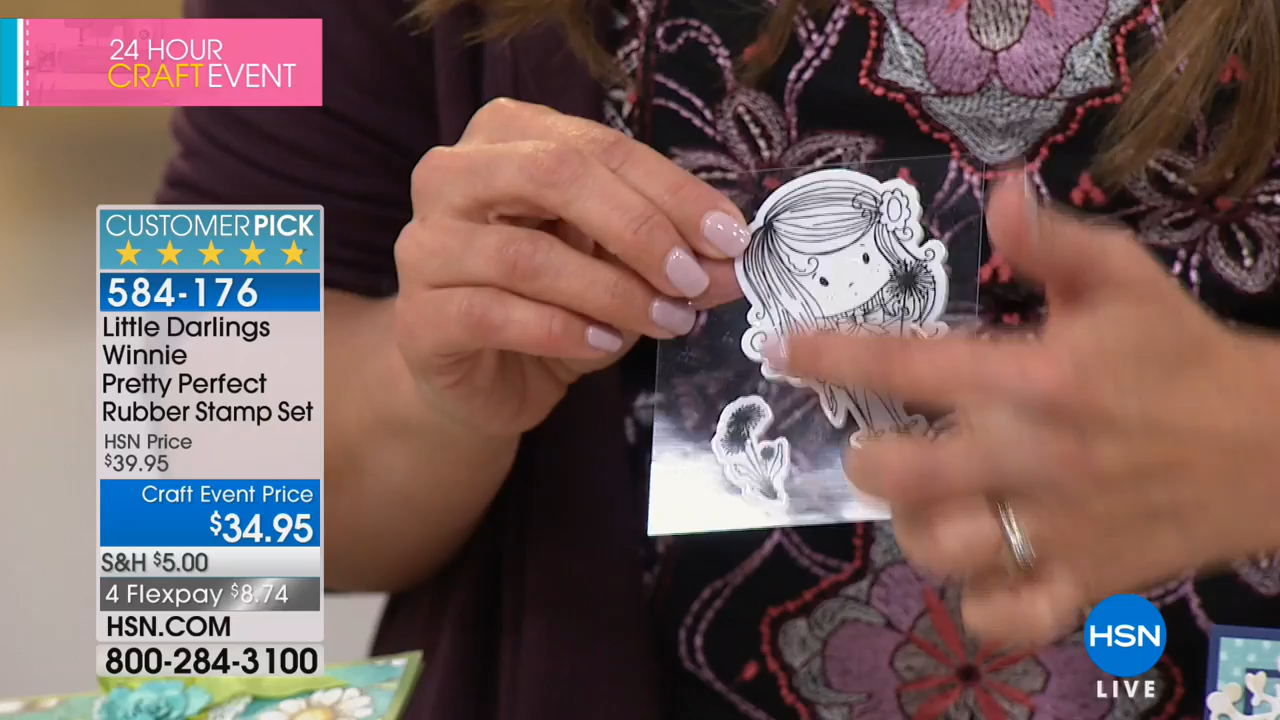 24 HOUR
CRAFT EVENT
CUSTOMER PICK
584-176
Little Darlings
Winnie
Pretty Perfect
Rubber Stamp Set
HSN Price
$39.95
Craft Event Price
$34.95
S&H $5.00
4 Flexpay $8.74
HSN.COM
800-284-3100
HSN
LIVE